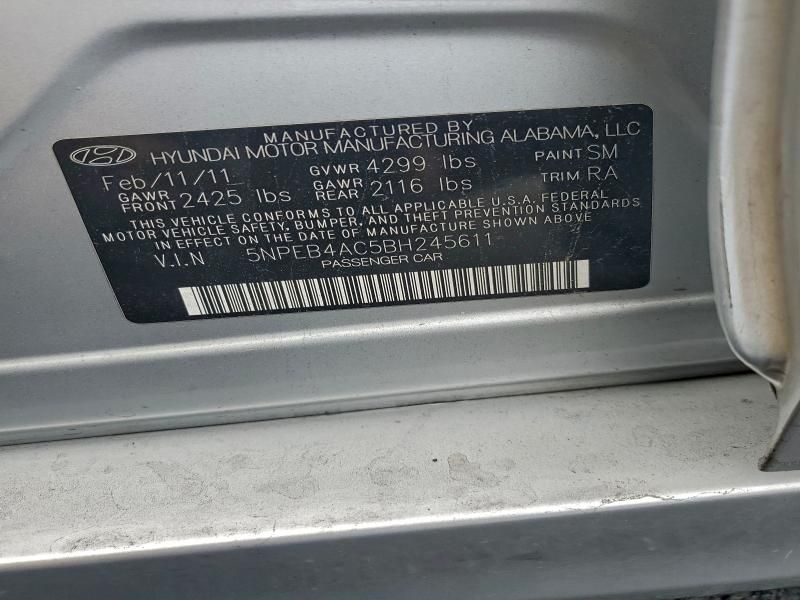 MANUFACTURED BY
HYUNDAI MOTOR MANUFACTURING ALABAMA, LLC
Feb/11/11 GVWR 4299 lbs PAINT SM
GAWR FRONT 2425 lbs GAWR REAR 2116 lbs TRIM RA
THIS VEHICLE CONFORMS TO ALL APPLICABLE U.S.A. FEDERAL
MOTOR VEHICLE SAFETY, BUMPER, AND THEFT PREVENTION STANDARDS
IN EFFECT ON THE DATE OF MANUFACTURE SHOWN ABOVE
V.I.N 5NPEB4AC5BH245611
PASSENGER CAR